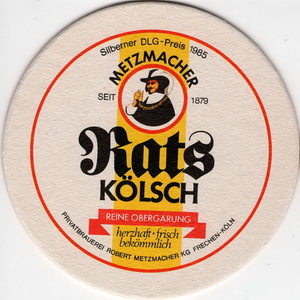 Silberner DLG-Preis 1985
METZMACHER
SEIT 1879
Rats
KÖLSCH
REINE OBERGÄRUNG
herzhaft·frisch
bekömmlich
PRIVATBRAUEREI ROBERT METZMACHER KG FRECHEN-KÖLN